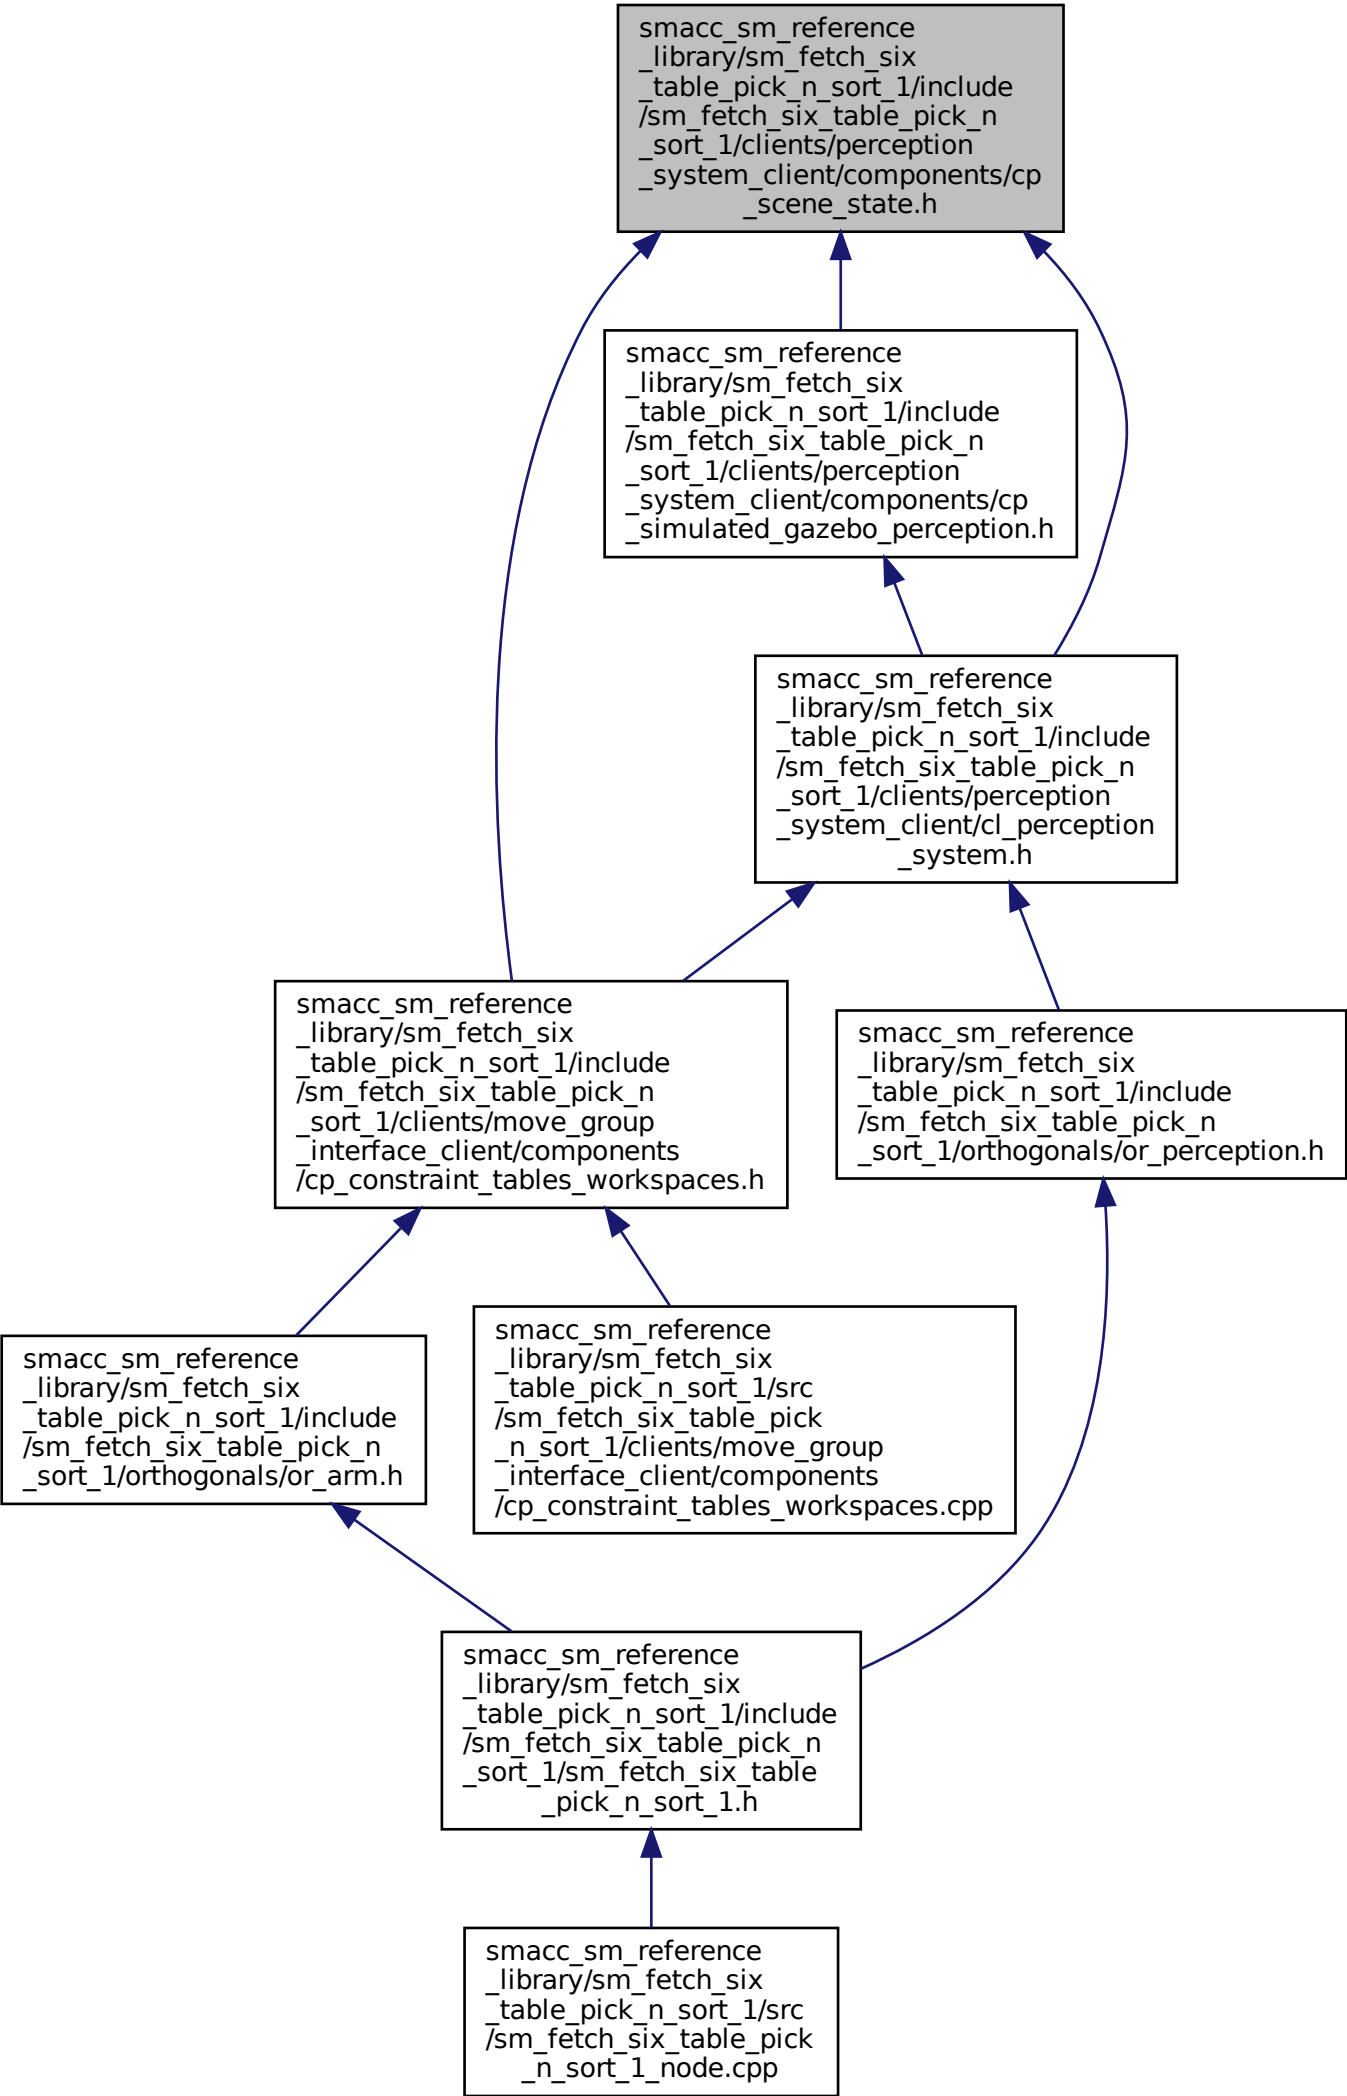 smacc_sm_reference
_library/sm_fetch_six
_table_pick_n_sort_1/include
/sm_fetch_six_table_pick_n
_sort_1/clients/perception
_system_client/components/cp
_scene_state.h
smacc_sm_reference
_library/sm_fetch_six
_table_pick_n_sort_1/include
/sm_fetch_six_table_pick_n
_sort_1/clients/perception
_system_client/components/cp
_simulated_gazebo_perception.h
smacc_sm_reference
_library/sm_fetch_six
_table_pick_n_sort_1/include
/sm_fetch_six_table_pick_n
_sort_1/clients/perception
_system_client/cl_perception
_system.h
smacc_sm_reference
_library/sm_fetch_six
_table_pick_n_sort_1/include
/sm_fetch_six_table_pick_n
_sort_1/clients/move_group
_interface_client/components
/cp_constraint_tables_workspaces.h
smacc_sm_reference
_library/sm_fetch_six
_table_pick_n_sort_1/include
/sm_fetch_six_table_pick_n
_sort_1/orthogonals/or_perception.h
smacc_sm_reference
_library/sm_fetch_six
_table_pick_n_sort_1/include
/sm_fetch_six_table_pick_n
_sort_1/orthogonals/or_arm.h
smacc_sm_reference
_library/sm_fetch_six
_table_pick_n_sort_1/src
/sm_fetch_six_table_pick
_n_sort_1/clients/move_group
_interface_client/components
/cp_constraint_tables_workspaces.cpp
smacc_sm_reference
_library/sm_fetch_six
_table_pick_n_sort_1/include
/sm_fetch_six_table_pick_n
_sort_1/sm_fetch_six_table
_pick_n_sort_1.h
smacc_sm_reference
_library/sm_fetch_six
_table_pick_n_sort_1/src
/sm_fetch_six_table_pick
_n_sort_1_node.cpp